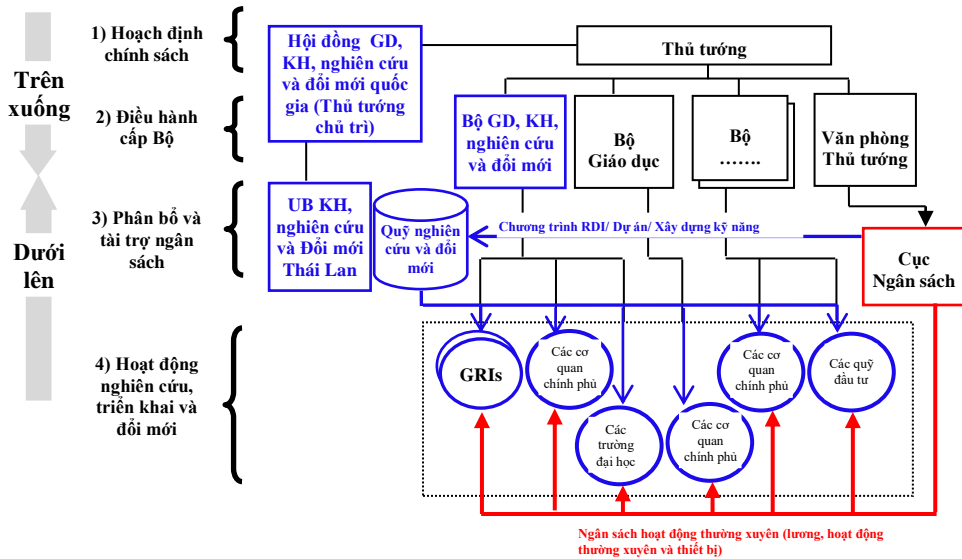 Trên
xuống
Dưới
lên
1) Hoạch định
chính sách
2) Điều hành
cấp Bộ
3) Phân bổ và
tài trợ ngân
sách
4) Hoạt động
nghiên cứu,
triển khai và
đổi mới
Hội đồng GD,
KH, nghiên cứu
và đổi mới quốc
gia (Thủ tướng
chủ trì)
Thủ tướng
Bộ GD, KH,
nghiên cứu
và đổi mới
Bộ
Giáo dục
Bộ
…….
Văn phòng
Thủ tướng
UB KH,
nghiên cứu
và Đổi mới
Thái Lan
Quỹ nghiên
cứu và đổi
mới
Chương trình RDI/ Dự án/ Xây dựng kỹ năng
Cục
Ngân sách
GRIs
Các cơ
quan
chính phủ
Các
trường
đại học
Các cơ
quan
chính phủ
Các cơ
quan
chính phủ
Các quỹ
đầu tư
Ngân sách hoạt động thường xuyên (lương, hoạt động
thường xuyên và thiết bị)